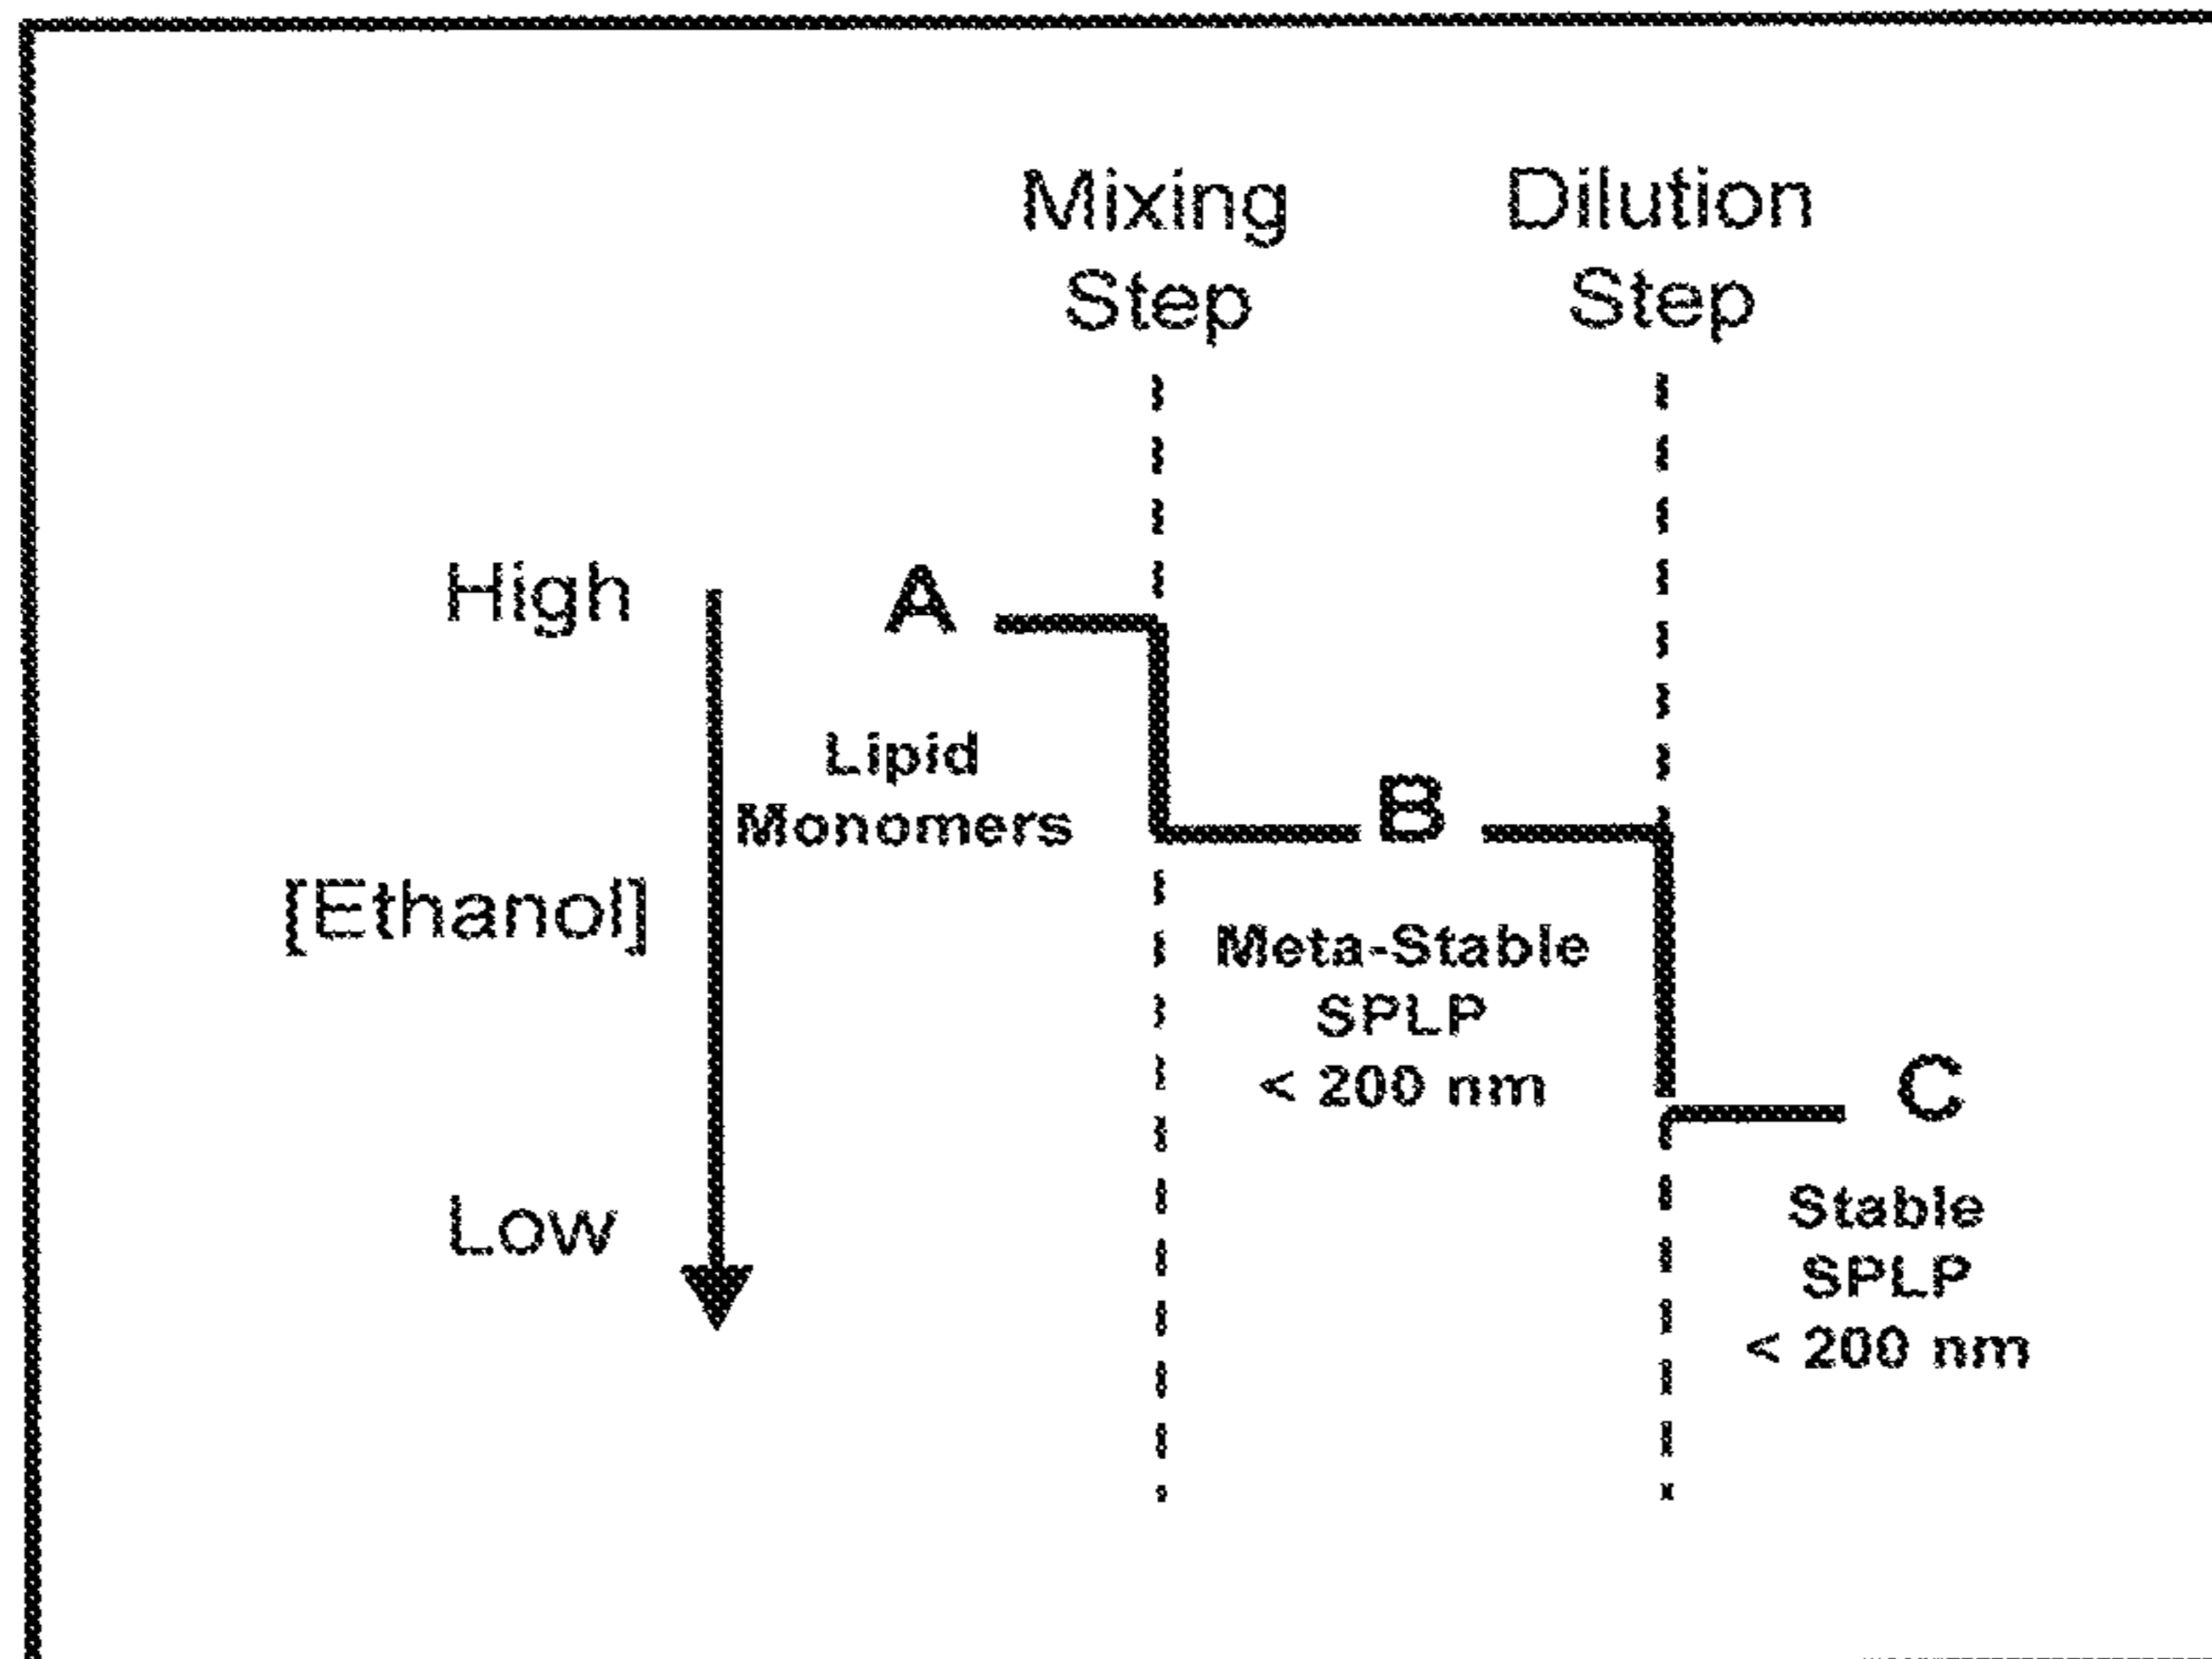 Mixing
Step
Dilution
Step
High
A
Lipid
Monomers
B
[Ethanol]
Meta-Stable
SPLP
< 200 nm
C
Low
Stable
SPLP
< 200 nm